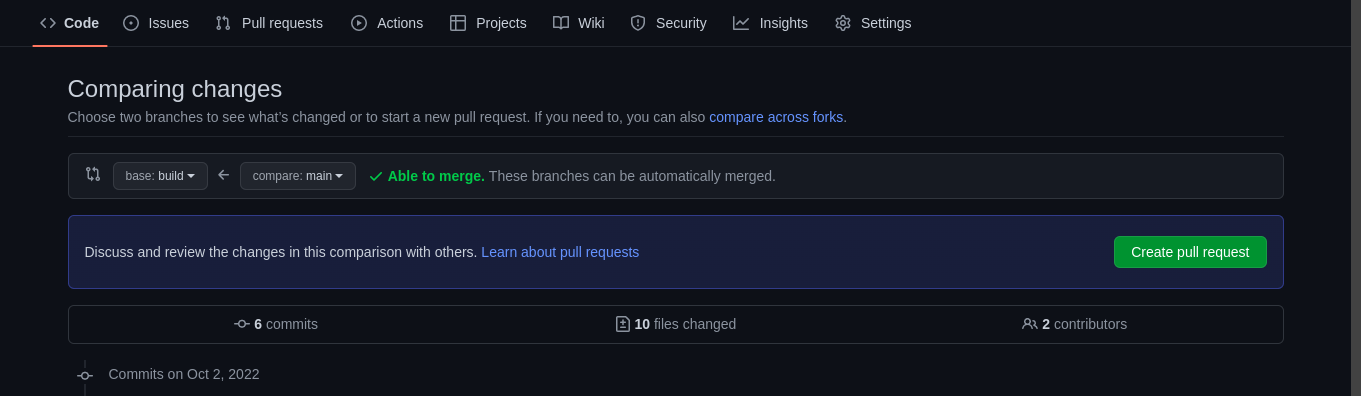 Code Issues Pull requests Actions Projects Wiki Security Insights Settings
Comparing changes
Choose two branches to see what's changed or to start a new pull request. If you need to, you can also compare across forks.
base: build compare: main Able to merge. These branches can be automatically merged.
Discuss and review the changes in this comparison with others. Learn about pull requests Create pull request
6 commits 10 files changed 2 contributors
Commits on Oct 2, 2022